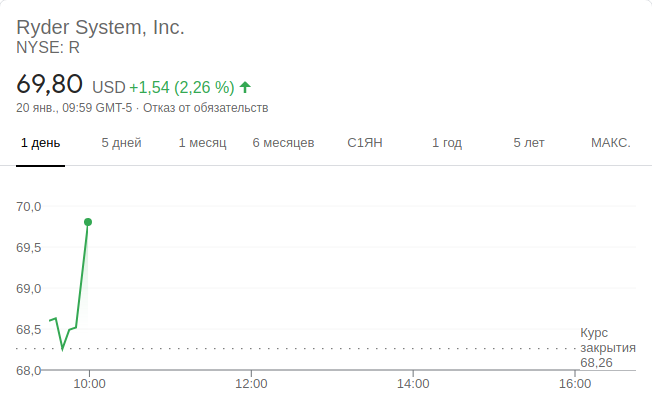 Ryder System, Inc.
NYSE: R
69,80 USD +1,54 (2,26 %)
20 янв., 09:59 GMT-5 · Отказ от обязательств
1 день 5 дней 1 месяц 6 месяцев С1ЯН 1 год 5 лет МАКС.
70,0
69,5
69,0
68,5
68,0
Курс
закрытия
68,26
10:00 12:00 14:00 16:00